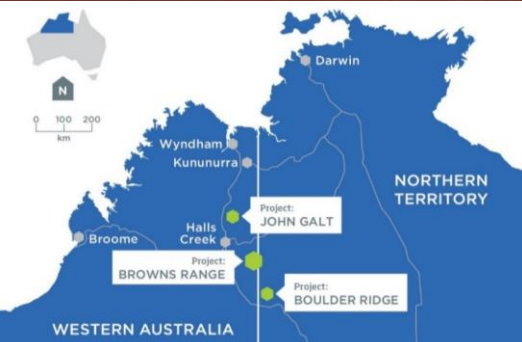 N
0 100 200
km
Darwin
Wyndham
Kununurra
NORTHERN
TERRITORY
Project:
JOHN GALT
Halls
Creek
Broome
Project:
BROWNS RANGE
Project:
BOULDER RIDGE
WESTERN AUSTRALIA